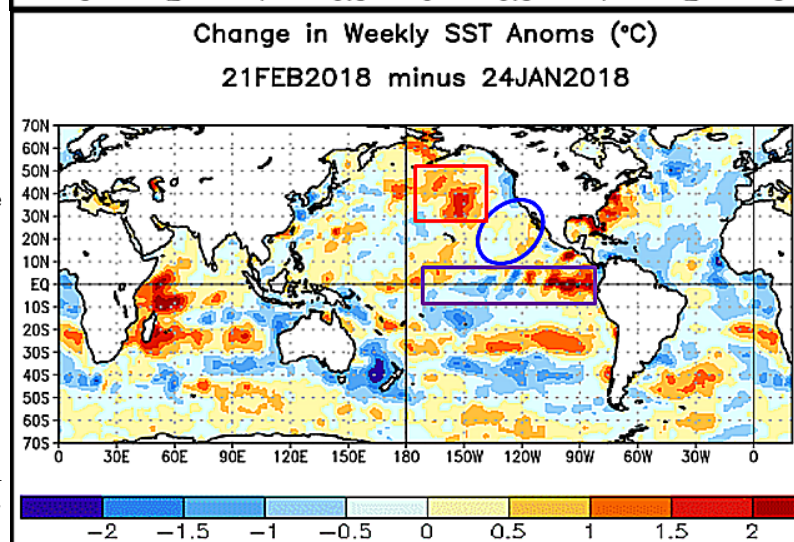 Change in Weekly SST Anoms (°C)
21FEB2018 minus 24JAN2018
70N
60N
50N
40N
30N
20N
10N
EQ
10S
20S
30S
40S
50S
60S
70S
0 30E 60E 90E 120E 150E 180 150W 120W 90W 60W 30W 0
-2 -1.5 -1 -0.5 0 0.5 1 1.5 2